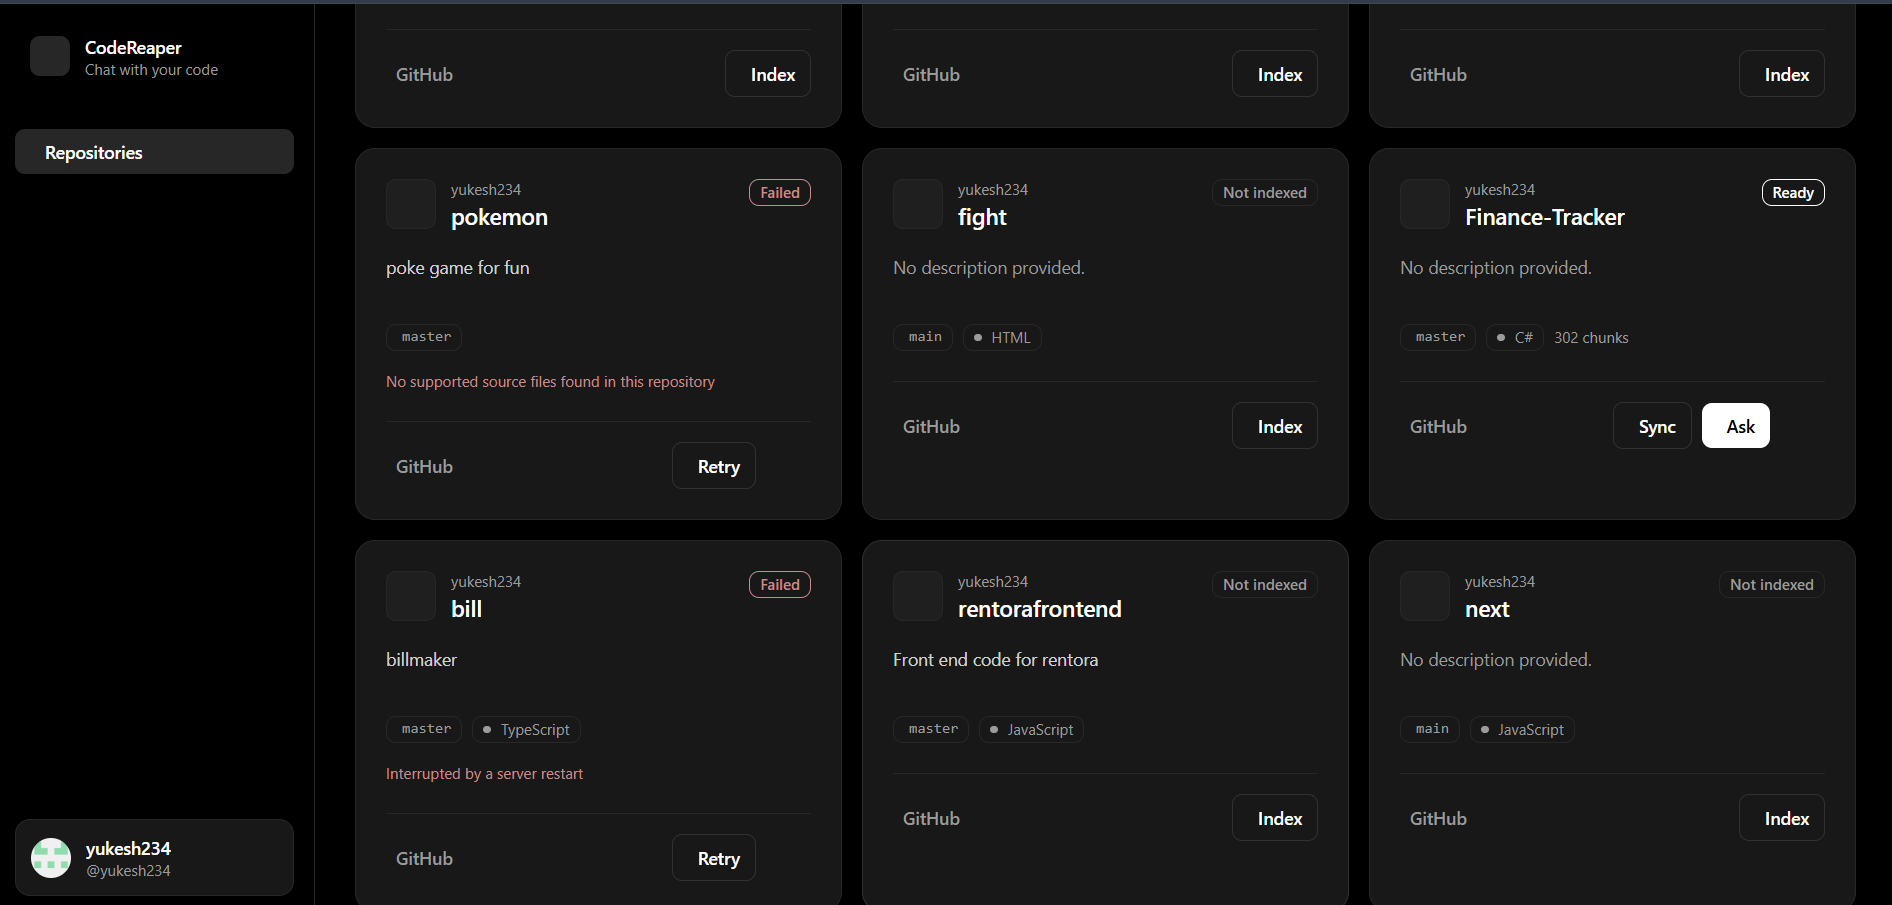 CodeReaper
Chat with your code
Repositories
yukesh234
@yukesh234
GitHub
Index
GitHub
Index
GitHub
Index
yukesh234
pokemon
Failed
poke game for fun
master
No supported source files found in this repository
GitHub
Retry
yukesh234
fight
Not indexed
No description provided.
main
HTML
GitHub
Index
yukesh234
Finance-Tracker
Ready
No description provided.
master
C#
302 chunks
GitHub
Sync
Ask
yukesh234
bill
Failed
billmaker
master
TypeScript
Interrupted by a server restart
GitHub
Retry
yukesh234
rentorafrontend
Not indexed
Front end code for rentora
master
JavaScript
GitHub
Index
yukesh234
next
Not indexed
No description provided.
main
JavaScript
GitHub
Index